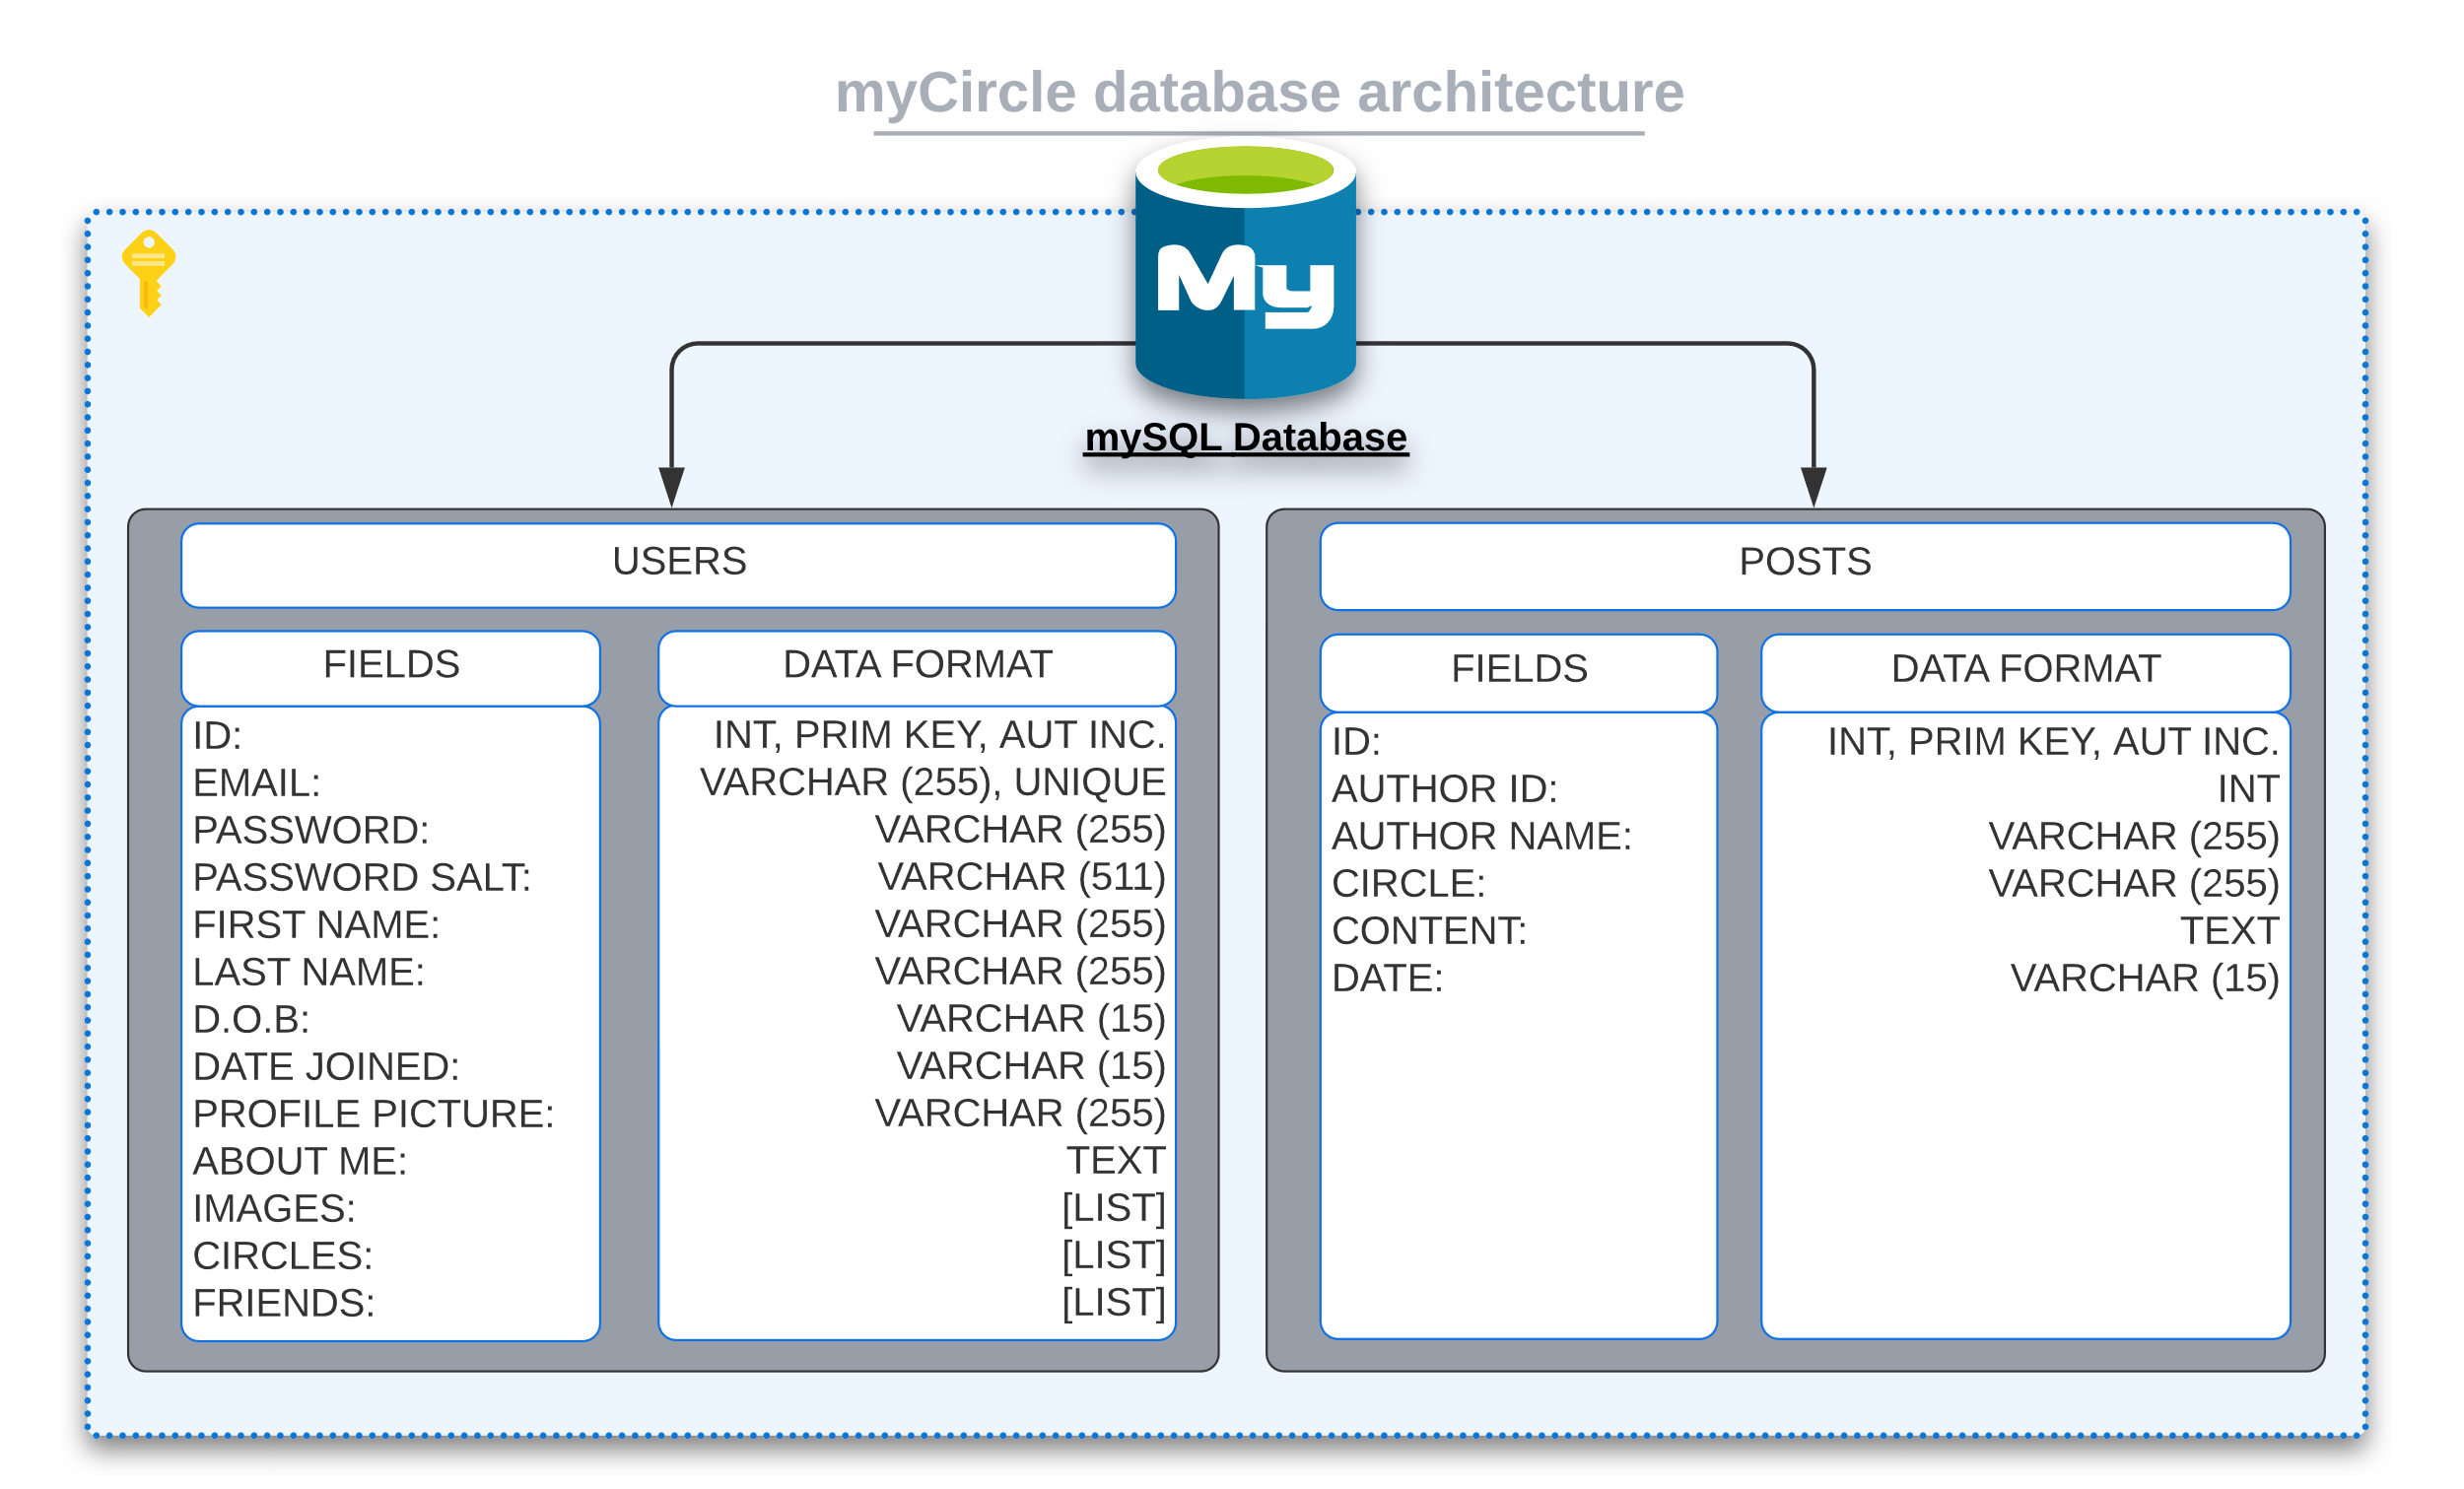 myCircle database architecture
My
mySQL Database
USERS
FIELDS
DATA FORMAT
ID:
EMAIL:
PASSWORD:
PASSWORD SALT:
FIRST NAME:
LAST NAME:
D.O.B:
DATE JOINED:
PROFILE PICTURE:
ABOUT ME:
IMAGES:
CIRCLES:
FRIENDS:
INT, PRIM KEY, AUT INC.
VARCHAR (255), UNIQUE
VARCHAR (255)
VARCHAR (511)
VARCHAR (255)
VARCHAR (255)
VARCHAR (15)
VARCHAR (15)
VARCHAR (255)
TEXT
[LIST]
[LIST]
[LIST]
POSTS
FIELDS
DATA FORMAT
ID:
AUTHOR ID:
AUTHOR NAME:
CIRCLE:
CONTENT:
DATE:
INT, PRIM KEY, AUT INC.
INT
VARCHAR (255)
VARCHAR (255)
TEXT
VARCHAR (15)